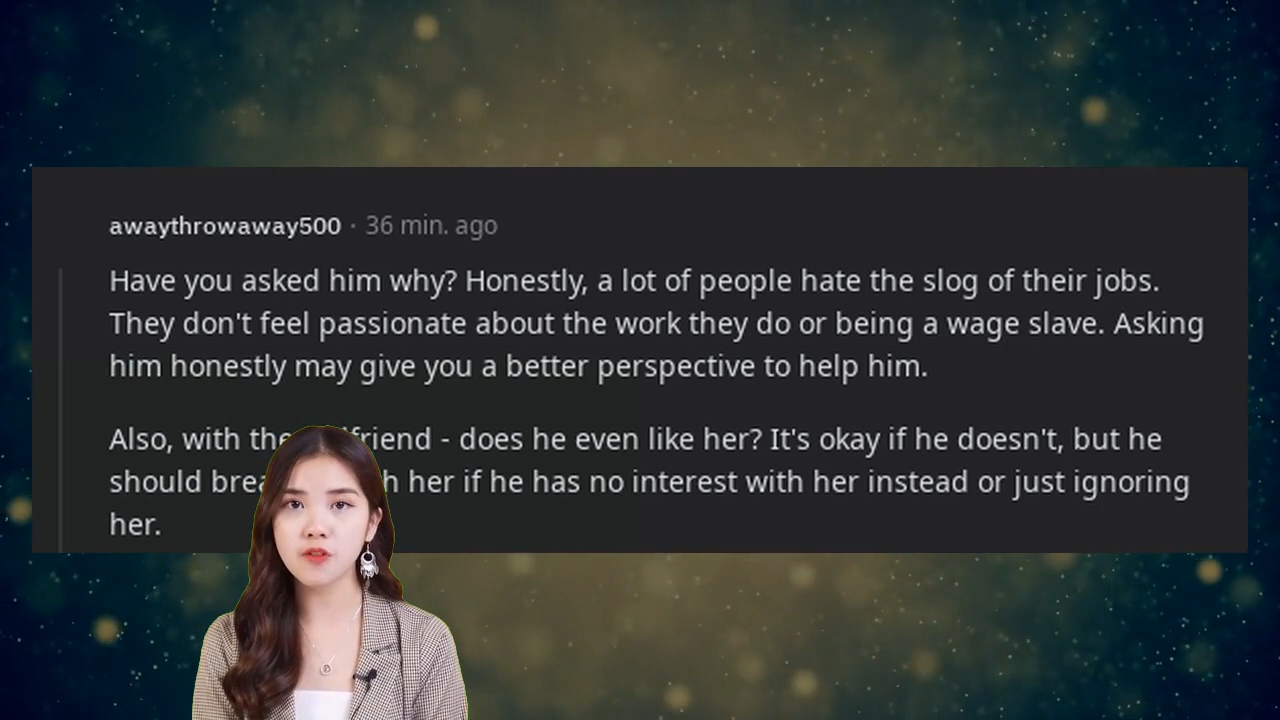 awaythrowaway500 · 36 min. ago
Have you asked him why? Honestly, a lot of people hate the slog of their jobs.
They don't feel passionate about the work they do or being a wage slave. Asking
him honestly may give you a better perspective to help him.
Also, with the friend - does he even like her? It's okay if he doesn't, but he
should her if he has no interest with her instead or just ignoring
her.